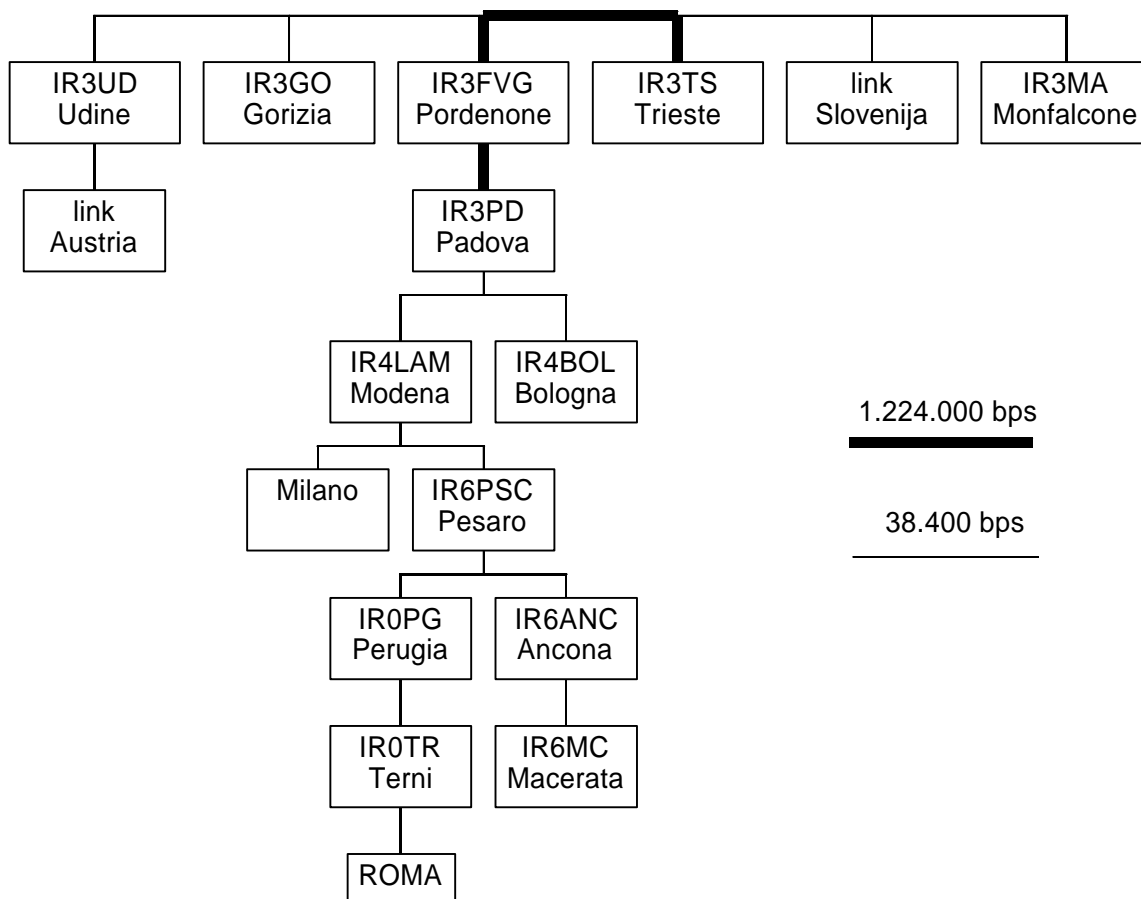 IR3UD
Udine
IR3GO
Gorizia
IR3FVG
Pordenone
IR3TS
Trieste
link
Slovenija
IR3MA
Monfalcone
link
Austria
IR3PD
Padova
IR4LAM
Modena
IR4BOL
Bologna
1.224.000 bps
Milano
IR6PSC
Pesaro
38.400 bps
IR0PG
Perugia
IR6ANC
Ancona
IR0TR
Terni
IR6MC
Macerata
ROMA